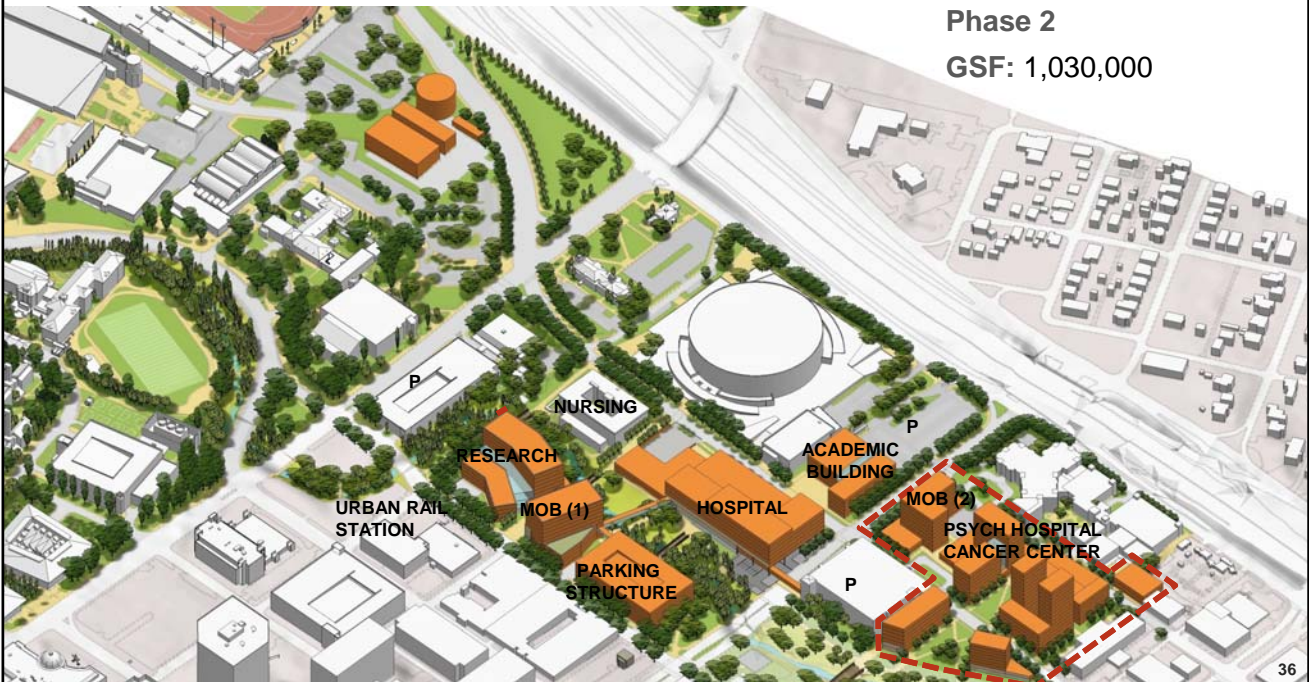 Phase 2
GSF: 1,030,000
P
NURSING
RESEARCH
P
ACADEMIC
BUILDING
URBAN RAIL
STATION
MOB (1)
HOSPITAL
MOB (2)
PSYCH HOSPITAL
CANCER CENTER
PARKING
STRUCTURE
P
36